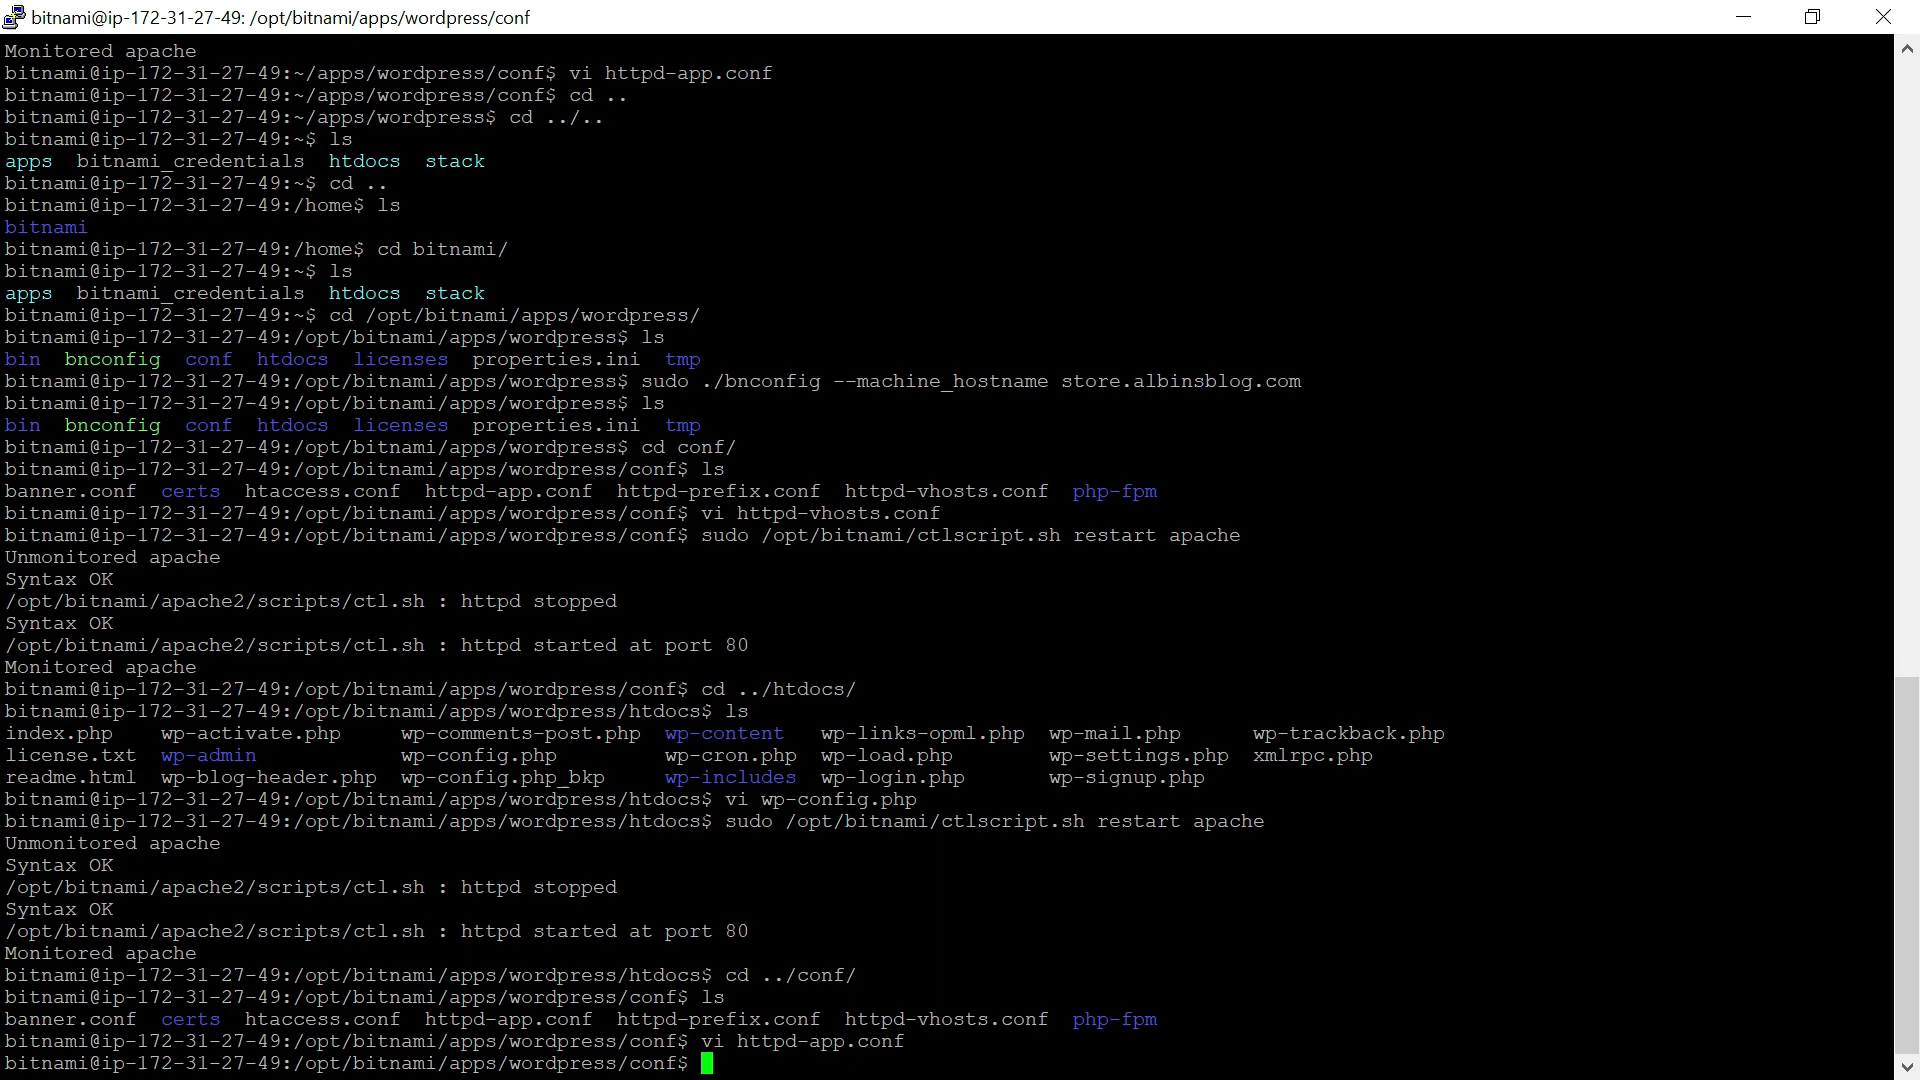 bitnami@ip-172-31-27-49: /opt/bitnami/apps/wordpress/conf
Monitored apache
bitnami@ip-172-31-27-49:~/apps/wordpress/conf$ vi httpd-app.conf
bitnami@ip-172-31-27-49:~/apps/wordpress/conf$ cd ..
bitnami@ip-172-31-27-49:~/apps/wordpress$ cd ../..
bitnami@ip-172-31-27-49:~$ ls
apps  bitnami_credentials  htdocs  stack
bitnami@ip-172-31-27-49:~$ cd ..
bitnami@ip-172-31-27-49:/home$ ls
bitnami
bitnami@ip-172-31-27-49:/home$ cd bitnami/
bitnami@ip-172-31-27-49:~$ ls
apps  bitnami_credentials  htdocs  stack
bitnami@ip-172-31-27-49:~$ cd /opt/bitnami/apps/wordpress/
bitnami@ip-172-31-27-49:/opt/bitnami/apps/wordpress$ ls
bin  bnconfig  conf  htdocs  licenses  properties.ini  tmp
bitnami@ip-172-31-27-49:/opt/bitnami/apps/wordpress$ sudo ./bnconfig --machine_hostname store.albinsblog.com
bitnami@ip-172-31-27-49:/opt/bitnami/apps/wordpress$ ls
bin  bnconfig  conf  htdocs  licenses  properties.ini  tmp
bitnami@ip-172-31-27-49:/opt/bitnami/apps/wordpress$ cd conf/
bitnami@ip-172-31-27-49:/opt/bitnami/apps/wordpress/conf$ ls
banner.conf  certs  htaccess.conf  httpd-app.conf  httpd-prefix.conf  httpd-vhosts.conf  php-fpm
bitnami@ip-172-31-27-49:/opt/bitnami/apps/wordpress/conf$ vi httpd-vhosts.conf
bitnami@ip-172-31-27-49:/opt/bitnami/apps/wordpress/conf$ sudo /opt/bitnami/ctlscript.sh restart apache
Unmonitored apache
Syntax OK
/opt/bitnami/apache2/scripts/ctl.sh : httpd stopped
Syntax OK
/opt/bitnami/apache2/scripts/ctl.sh : httpd started at port 80
Monitored apache
bitnami@ip-172-31-27-49:/opt/bitnami/apps/wordpress/conf$ cd ../htdocs/
bitnami@ip-172-31-27-49:/opt/bitnami/apps/wordpress/htdocs$ ls
index.php    wp-activate.php     wp-comments-post.php  wp-content   wp-links-opml.php  wp-mail.php      wp-trackback.php
license.txt  wp-admin            wp-config.php         wp-cron.php  wp-load.php        wp-settings.php  xmlrpc.php
readme.html  wp-blog-header.php  wp-config.php_bkp     wp-includes  wp-login.php       wp-signup.php
bitnami@ip-172-31-27-49:/opt/bitnami/apps/wordpress/htdocs$ vi wp-config.php
bitnami@ip-172-31-27-49:/opt/bitnami/apps/wordpress/htdocs$ sudo /opt/bitnami/ctlscript.sh restart apache
Unmonitored apache
Syntax OK
/opt/bitnami/apache2/scripts/ctl.sh : httpd stopped
Syntax OK
/opt/bitnami/apache2/scripts/ctl.sh : httpd started at port 80
Monitored apache
bitnami@ip-172-31-27-49:/opt/bitnami/apps/wordpress/htdocs$ cd ../conf/
bitnami@ip-172-31-27-49:/opt/bitnami/apps/wordpress/conf$ ls
banner.conf  certs  htaccess.conf  httpd-app.conf  httpd-prefix.conf  httpd-vhosts.conf  php-fpm
bitnami@ip-172-31-27-49:/opt/bitnami/apps/wordpress/conf$ vi httpd-app.conf
bitnami@ip-172-31-27-49:/opt/bitnami/apps/wordpress/conf$